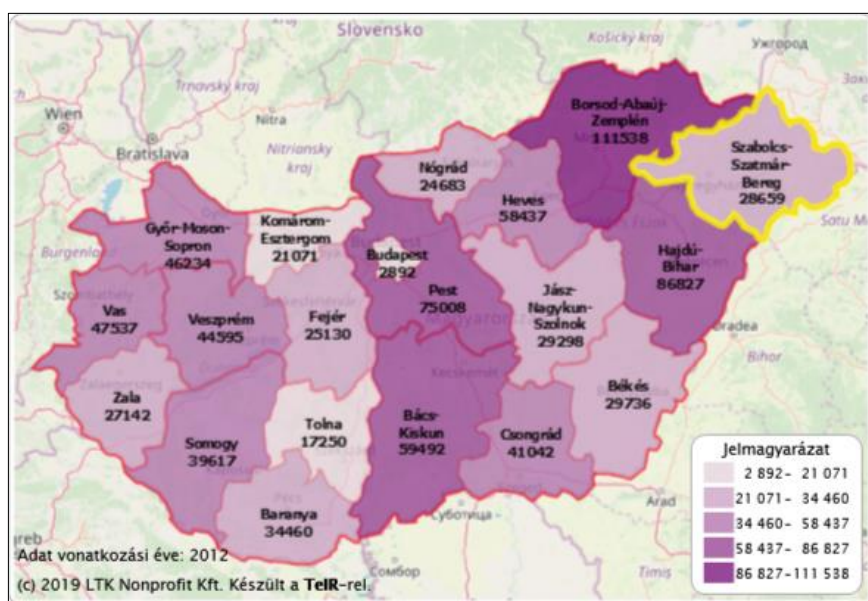 Slovensko
Košický kraj
Ужгород
Trnavský kraj
Wien
Nitra
Bratislava
Nitriansky
kraj
Borsod-Abaúj-
Zemplén
111538
Szabolcs-
Szatmár-
Bereg
28659
Nógrád
24683
Heves
58437
Satu Ma
Győr-Moson-
Sopron
46234
Komárom-
Esztergom
21071
Budapest
2892
Burgenland
Pest
75008
Hajdú-
Bihar
86827
Jász-
Nagykun-
Szolnok
29298
Vas
47537
Veszprém
44595
Fejér
25130
Oradea
Bihor
Zala
27142
Békés
29736
Tolna
17250
Bács-
Kiskun
59492
Csongrád
41042
Somogy
39617
Baranya
34460
Суботица
Arad
Сомбор
Timiș
reb
Jelmagyarázat
2 892- 21 071
21 071- 34 460
34 460- 58 437
58 437- 86 827
86 827-111 538
Adat vonatkozási éve: 2012
(c) 2019 LTK Nonprofit Kft. Készült a TeIR-rel.